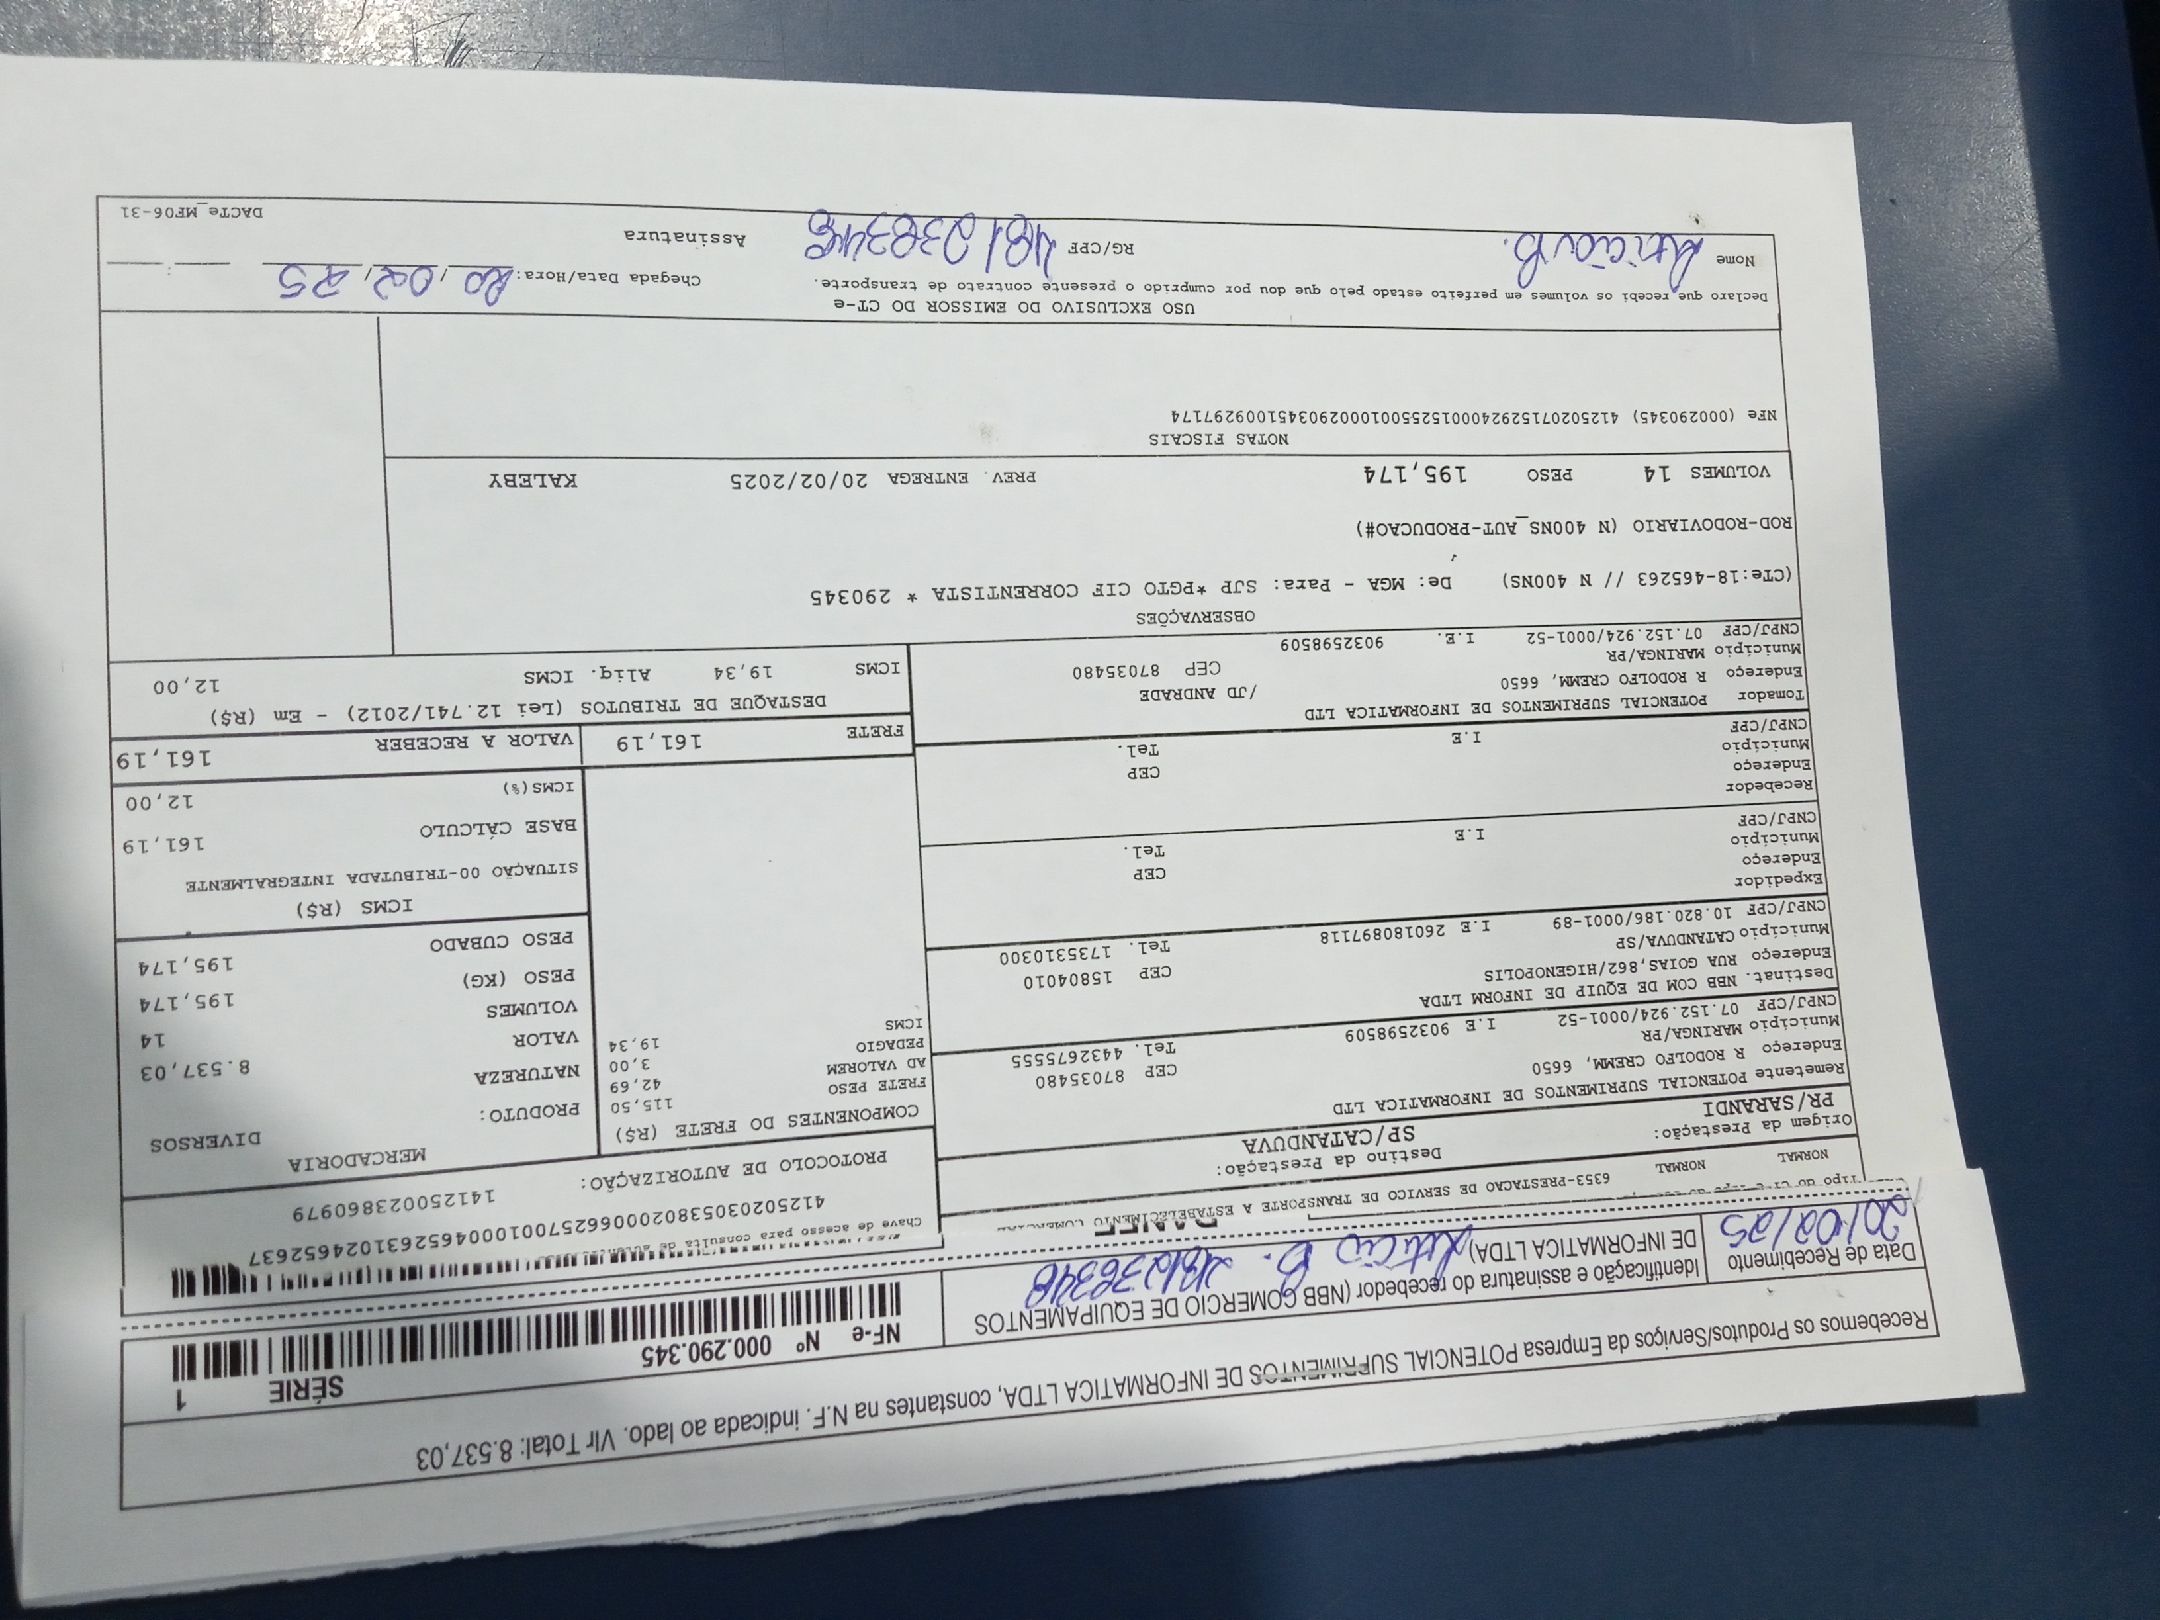 Recebemos os Produtos/Serviços da Empresa POTENCIAL SUPRIMENTOS DE INFORMATICA LTDA, constantes na N.F. indicada ao lado. Vlr Total: 8.537,03
NF-e Nº 000.290.345
SÉRIE 1
Data de Recebimento
20/02/25
Identificação e assinatura do recebedor (NBB COMERCIO DE EQUIPAMENTOS
DE INFORMATICA LTDA)
B. 481238348
Chave de acesso para consulta de
41250203053802000662570010004652631024652637
PROTOCOLO DE AUTORIZAÇÃO: 141250023860979
6353-PRESTACAO DE SERVICO DE TRANSPORTE A ESTABELECIMENTO COMERCIAL
NORMAL NORMAL
Origem da Prestação:
PR/SARANDI
Destino da Prestação:
SP/CATANDUVA
Remetente POTENCIAL SUPRIMENTOS DE INFORMATICA LTD
Endereço R RODOLFO CREMM, 6650
Município MARINGA/PR CEP 87035480
CNPJ/CPF 07.152.924/0001-52 I.E 9032598509 Tel. 4432675555
Destinat. NBB COM DE EQUIP DE INFORM LTDA
Endereço RUA GOIAS,862/HIGENOPOLIS
Município CATANDUVA/SP CEP 15804010
CNPJ/CPF 10.820.186/0001-89 I.E 260180897118 Tel. 1735310300
Expedidor
Endereço
Município CEP
CNPJ/CPF I.E Tel.
Recebedor
Endereço
Município CEP
CNPJ/CPF I.E Tel.
Tomador POTENCIAL SUPRIMENTOS DE INFORMATICA LTD
Endereço R RODOLFO CREMM, 6650 /JD ANDRADE
Município MARINGA/PR CEP 87035480
CNPJ/CPF 07.152.924/0001-52 I.E. 9032598509
COMPONENTES DO FRETE (R$)
FRETE PESO 115,50
AD VALOREM 42,69
PEDAGIO 3,00
ICMS 19,34
MERCADORIA
PRODUTO: DIVERSOS
NATUREZA
VALOR 8.537,03
VOLUMES 14
PESO (KG) 195,174
PESO CUBADO 195,174
ICMS (R$)
SITUAÇÃO 00-TRIBUTADA INTEGRALMENTE
BASE CÁLCULO 161,19
ICMS(%) 12,00
FRETE 161,19 VALOR A RECEBER 161,19
DESTAQUE DE TRIBUTOS (Lei 12.741/2012) - Em (R$)
ICMS 19,34 Aliq. ICMS 12,00
OBSERVAÇÕES
(CTe:18-465263 // N 400NS) De: MGA - Para: SJP *PGTO CIF CORRENTISTA * 290345
ROD-RODOVIARIO (N 400NS_AUT-PRODUCAO#)
VOLUMES 14 PESO 195,174 PREV. ENTREGA 20/02/2025 KALEBY
NOTAS FISCAIS
NFe (000290345) 41250207152924000152550010002903451009297174
USO EXCLUSIVO DO EMISSOR DO CT-e
Declaro que recebi os volumes em perfeito estado pelo que dou por cumprido o presente contrato de transporte.
Chegada Data/Hora: 20/02/25 :
Nome B. RG/CPF 481238348 Assinatura
DACTe_MF06-31